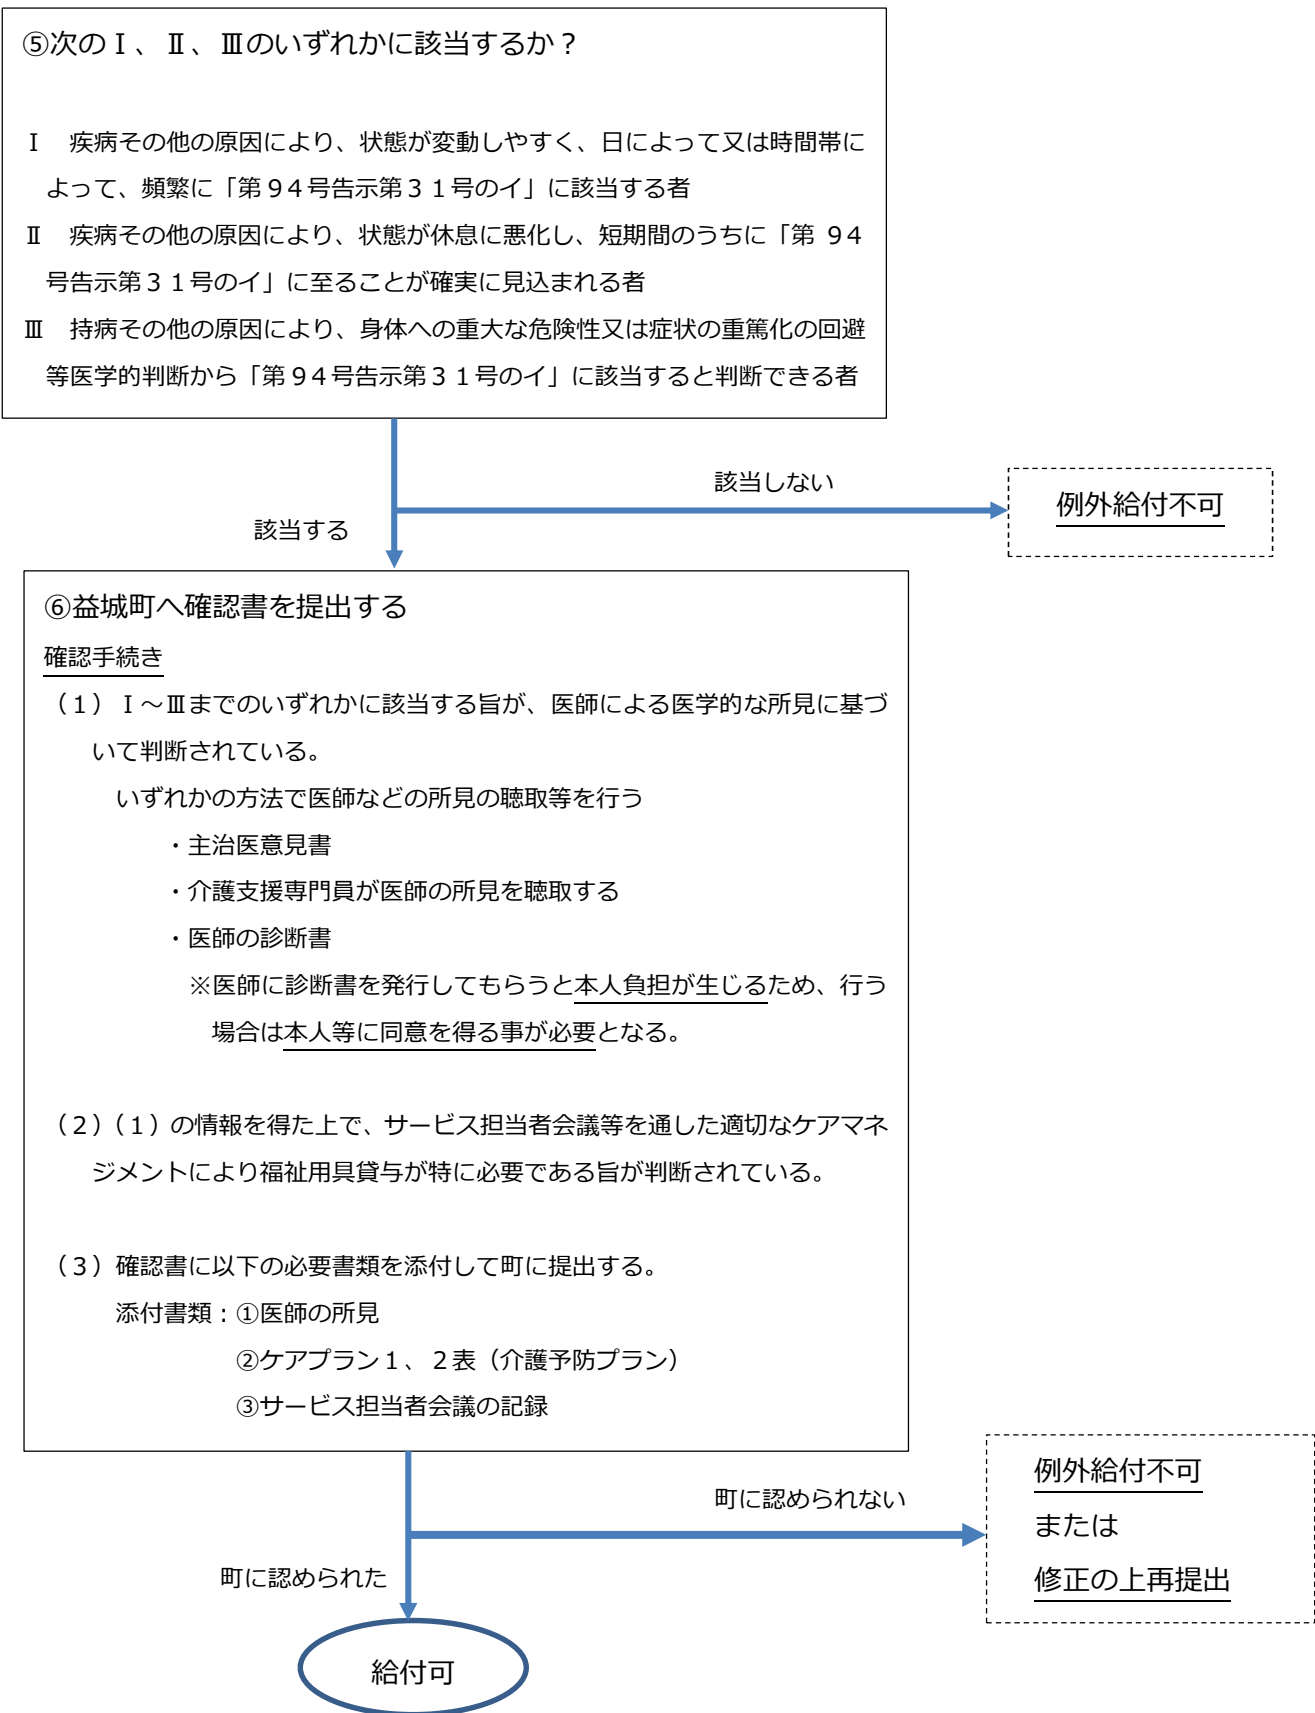 ⑤次のⅠ、Ⅱ、Ⅲのいずれかに該当するか？
Ⅰ　疾病その他の原因により、状態が変動しやすく、日によって又は時間帯に
よって、頻繁に「第９４号告示第３１号のイ」に該当する者
Ⅱ　疾病その他の原因により、状態が休息に悪化し、短期間のうちに「第 ９４
号告示第３１号のイ」に至ることが確実に見込まれる者
Ⅲ　持病その他の原因により、身体への重大な危険性又は症状の重篤化の回避
等医学的判断から「第９４号告示第３１号のイ」に該当すると判断できる者
該当しない
例外給付不可
該当する
⑥益城町へ確認書を提出する
確認手続き
（１）Ⅰ～Ⅲまでのいずれかに該当する旨が、医師による医学的な所見に基づ
いて判断されている。
いずれかの方法で医師などの所見の聴取等を行う
・主治医意見書
・介護支援専門員が医師の所見を聴取する
・医師の診断書
※医師に診断書を発行してもらうと本人負担が生じるため、行う
場合は本人等に同意を得る事が必要となる。
（２）（１）の情報を得た上で、サービス担当者会議等を通した適切なケアマネ
ジメントにより福祉用具貸与が特に必要である旨が判断されている。
（３）確認書に以下の必要書類を添付して町に提出する。
添付書類：①医師の所見
②ケアプラン１、２表（介護予防プラン）
③サービス担当者会議の記録
町に認められない
例外給付不可
または
修正の上再提出
町に認められた
給付可